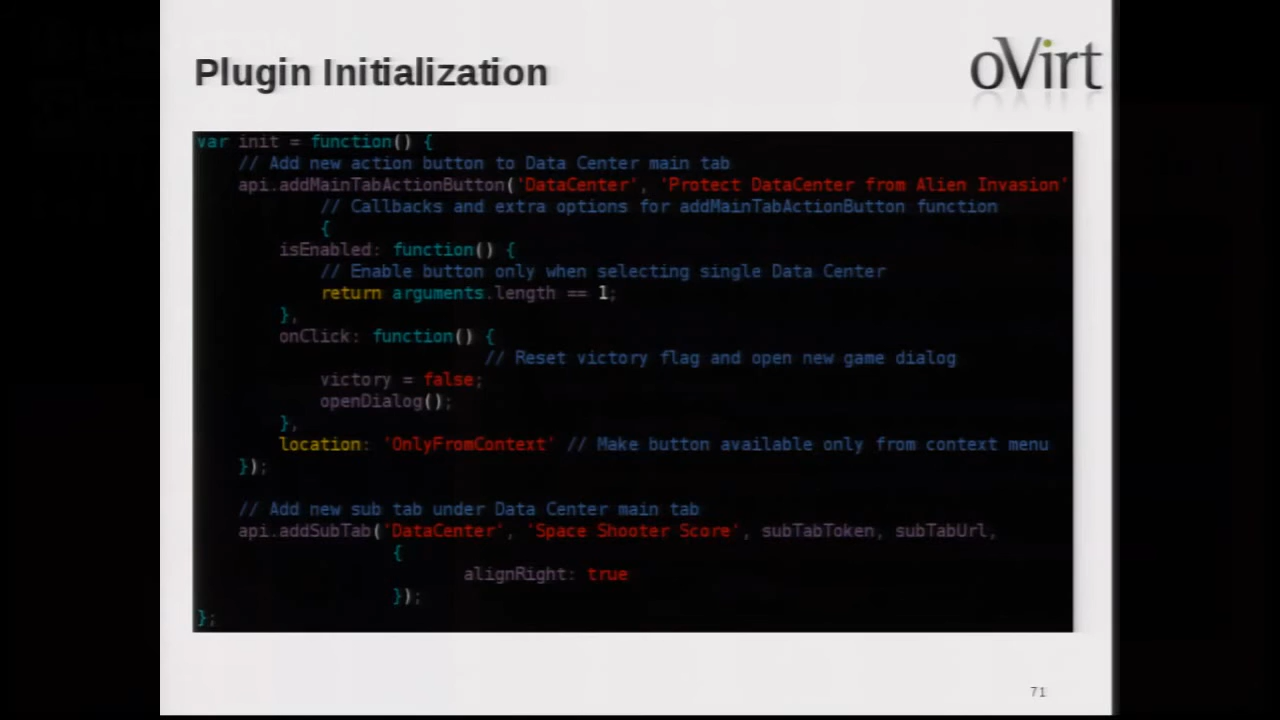 Plugin Initialization
oVirt
var init = function() {
// Add new action button to Data Center main tab
api.addMainTabActionButton('DataCenter', 'Protect DataCenter from Alien Invasion'
// Callbacks and extra options for addMainTabActionButton function
{
isEnabled: function() {
// Enable button only when selecting single Data Center
return arguments.length == 1;
},
onClick: function() {
// Reset victory flag and open new game dialog
victory = false;
openDialog();
},
location: 'OnlyFromContext' // Make button available only from context menu
});
// Add new sub tab under Data Center main tab
api.addSubTab('DataCenter', 'Space Shooter Score', subTabToken, subTabUrl,
{
alignRight: true
});
};
71